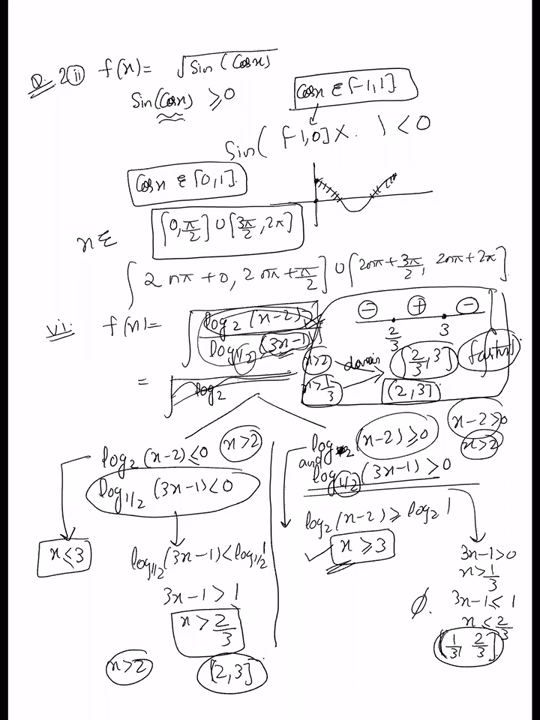 Q. 2(ii) f(x) = √sin(cosx)
sin(cosx) ≥ 0
cosx ∈ [-1,1]
sin( [-1,0] x. ) < 0
cosx ∈ [0,1].
x ∈ [0, π/2] ∪ [3π/2, 2π]
[2nπ+0, 2nπ+π/2] ∪ [2nπ+3π/2, 2nπ+2π].
vi. f(x) = √(log₂(x-2) / log₁/₂(3x-1))
⊖ ⊕ ⊖
2/3 3
x>2 domain [2/3, 3]
x>1/3 (2,3]
= √log₂
log₂(x-2) ≤ 0 x>2
log₁/₂(3x-1) < 0
x ≤ 3
log₁/₂(3x-1) < log₁/₂ 1
3x-1 > 1
x > 2/3
x>2 (2,3]
log₂(x-2) ≥ 0 x-2>0
x>2
and
log₁/₂(3x-1) > 0
log₂(x-2) ≥ log₂ 1
✓ x ≥ 3
3x-1>0
x>1/3
3x-1 ≤ 1
ϕ. x ≤ 2/3
(1/3, 2/3]